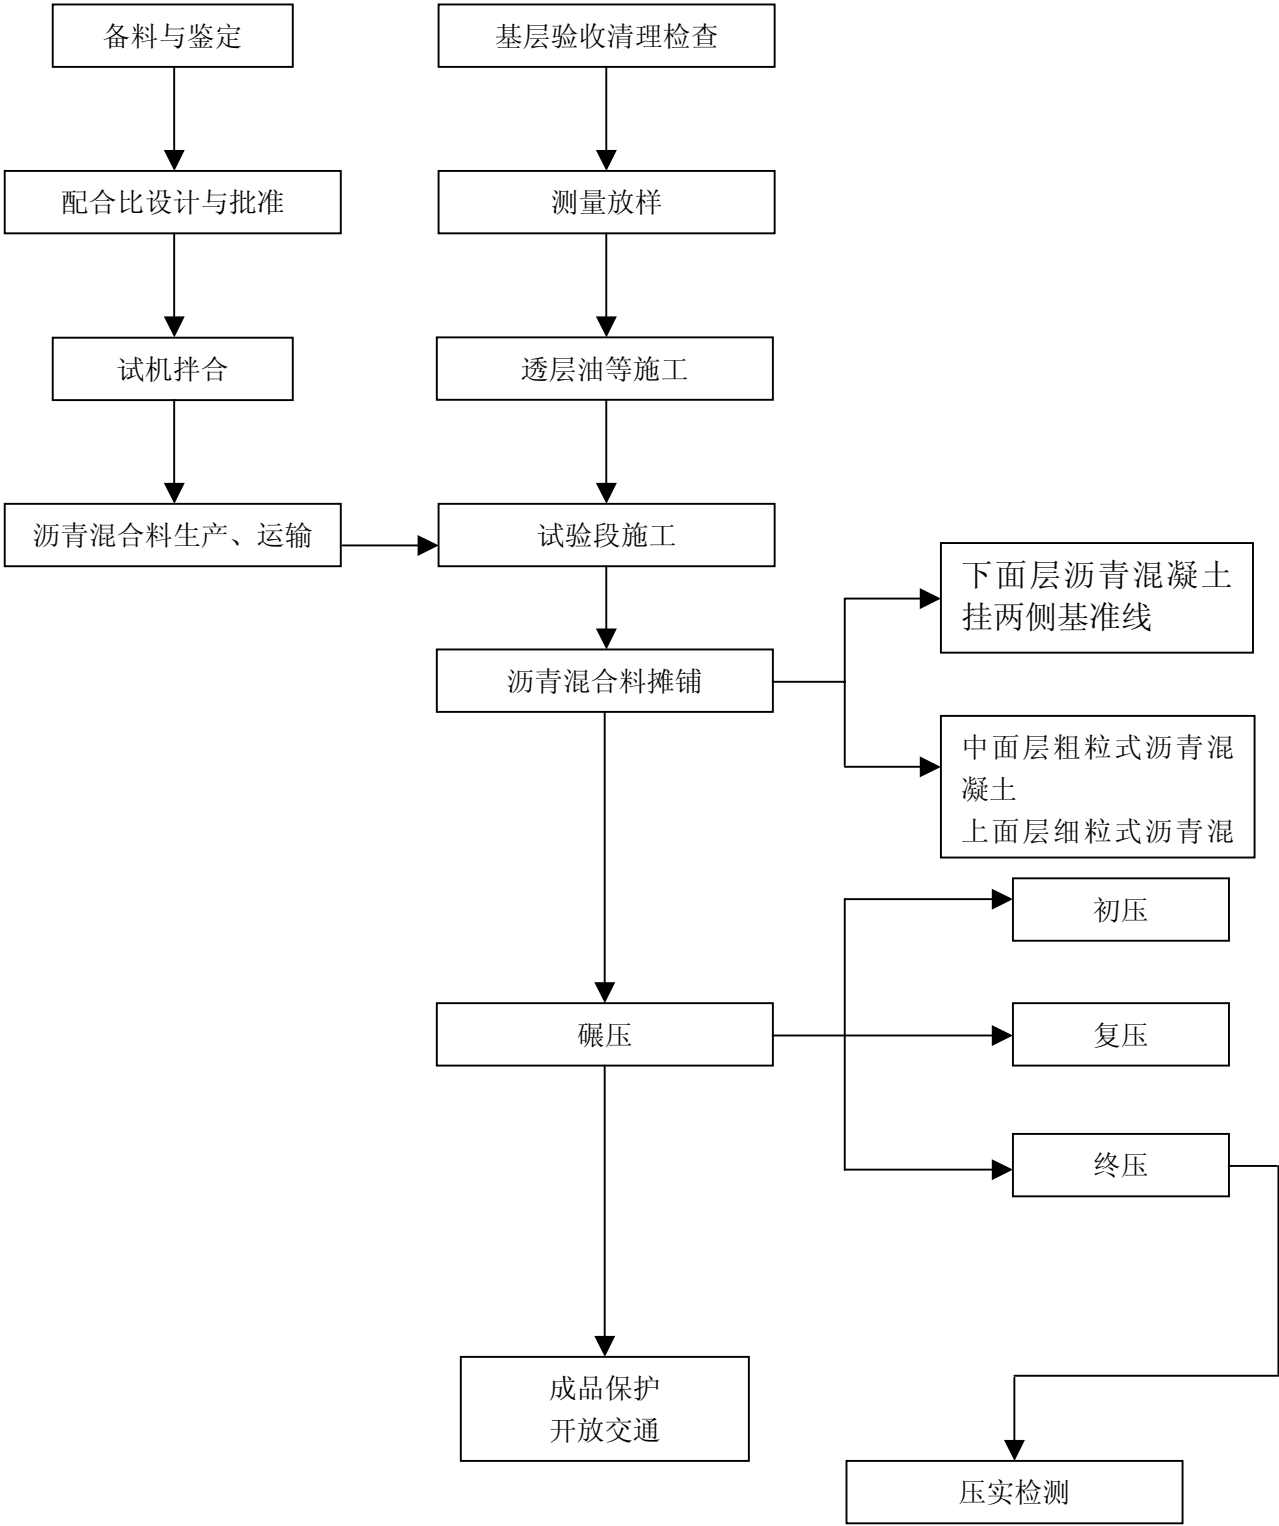 备料与鉴定
基层验收清理检查
配合比设计与批准
测量放样
试机拌合
透层油等施工
沥青混合料生产、运输
试验段施工
下面层沥青混凝土
挂两侧基准线
沥青混合料摊铺
中面层粗粒式沥青混
凝土
上面层细粒式沥青混
初压
碾压
复压
终压
成品保护
开放交通
压实检测